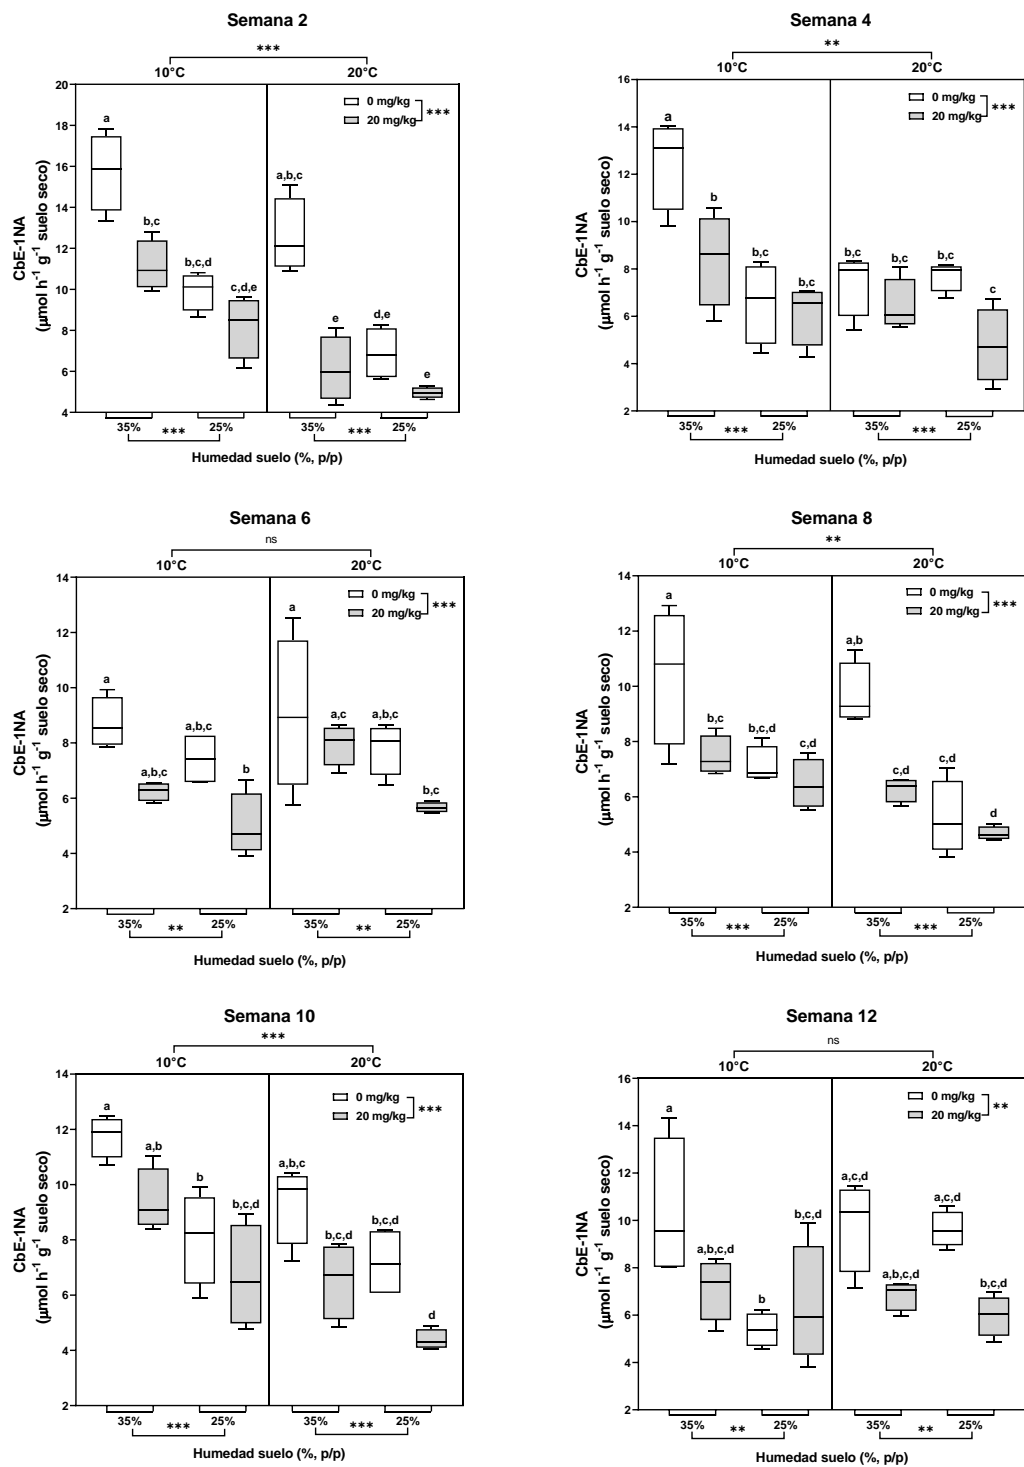 Semana 2
***
10°C 20°C
20
18
16
14
12
10
8
6
4
CbE-1NA
(µmol h⁻¹ g⁻¹ suelo seco)
0 mg/kg
20 mg/kg
***
a
b,c
b,c,d
c,d,e
a,b,c
e
d,e
e
35% *** 25% 35% *** 25%
Humedad suelo (%, p/p)
Semana 4
**
10°C 20°C
16
14
12
10
8
6
4
2
CbE-1NA
(µmol h⁻¹ g⁻¹ suelo seco)
0 mg/kg
20 mg/kg
***
a
b
b,c
b,c
b,c
b,c
b,c
c
35% *** 25% 35% *** 25%
Humedad suelo (%, p/p)
Semana 6
ns
10°C 20°C
14
12
10
8
6
4
2
CbE-1NA
(µmol h⁻¹ g⁻¹ suelo seco)
0 mg/kg
20 mg/kg
***
a
a,b,c
a,b,c
b
a
a,c
a,b,c
b,c
35% ** 25% 35% ** 25%
Humedad suelo (%, p/p)
Semana 8
**
10°C 20°C
14
12
10
8
6
4
2
CbE-1NA
(µmol h⁻¹ g⁻¹ suelo seco)
0 mg/kg
20 mg/kg
***
a
b,c
b,c,d
c,d
a,b
c,d
c,d
d
35% *** 25% 35% *** 25%
Humedad suelo (%, p/p)
Semana 10
***
10°C 20°C
14
12
10
8
6
4
2
CbE-1NA
(µmol h⁻¹ g⁻¹ suelo seco)
0 mg/kg
20 mg/kg
***
a
a,b
b
b,c,d
a,b,c
b,c,d
b,c,d
d
35% *** 25% 35% *** 25%
Humedad suelo (%, p/p)
Semana 12
ns
10°C 20°C
16
14
12
10
8
6
4
2
CbE-1NA
(µmol h⁻¹ g⁻¹ suelo seco)
0 mg/kg
20 mg/kg
**
a
a,b,c,d
b
b,c,d
a,c,d
a,b,c,d
a,c,d
b,c,d
35% ** 25% 35% ** 25%
Humedad suelo (%, p/p)